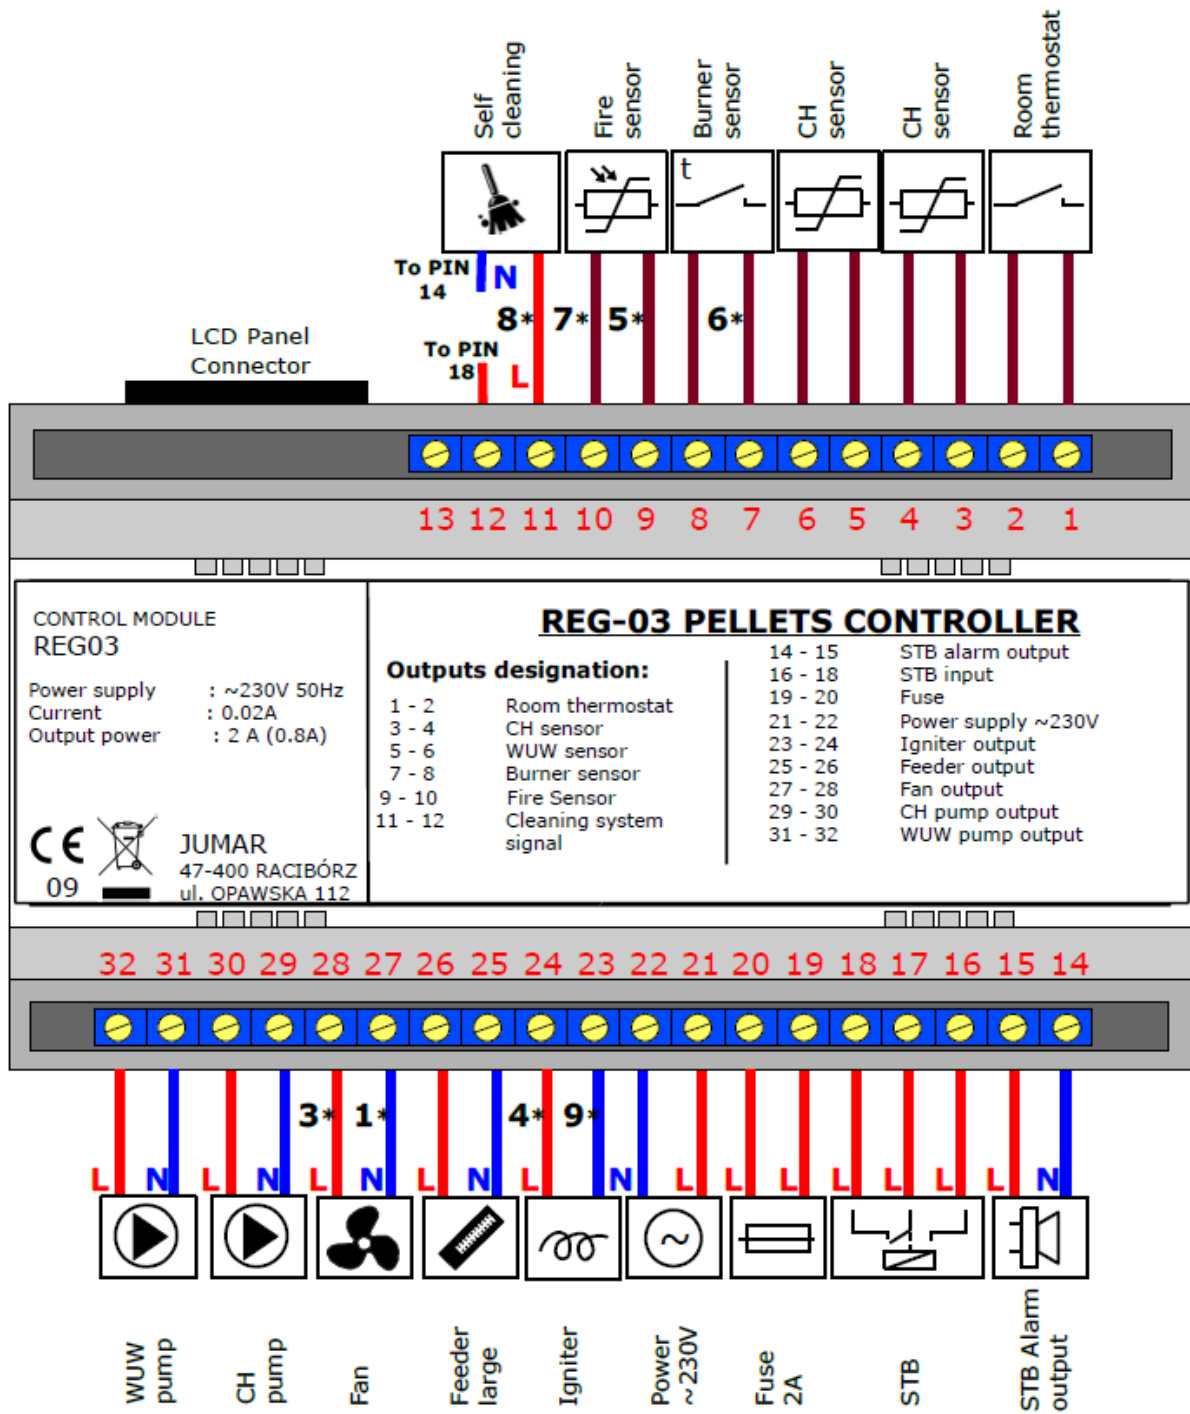 Self
cleaning
Fire
sensor
Burner
sensor
CH
sensor
CH
sensor
Room
thermostat
t
To PIN
14
N
8* 7* 5* 6*
LCD Panel
Connector
To PIN
18
L
13 12 11 10 9 8 7 6 5 4 3 2 1
CONTROL MODULE
REG03
Power supply : ~230V 50Hz
Current : 0.02A
Output power : 2 A (0.8A)
CE
09
JUMAR
47-400 RACIBÓRZ
ul. OPAWSKA 112
REG-03 PELLETS CONTROLLER
Outputs designation:
1 - 2 Room thermostat
3 - 4 CH sensor
5 - 6 WUW sensor
7 - 8 Burner sensor
9 - 10 Fire Sensor
11 - 12 Cleaning system
signal
14 - 15 STB alarm output
16 - 18 STB input
19 - 20 Fuse
21 - 22 Power supply ~230V
23 - 24 Igniter output
25 - 26 Feeder output
27 - 28 Fan output
29 - 30 CH pump output
31 - 32 WUW pump output
32 31 30 29 28 27 26 25 24 23 22 21 20 19 18 17 16 15 14
3* 1* 4* 9*
L N L N L N L N L N L L L L L L L N
~
WUW
pump
CH
pump
Fan
Feeder
large
Igniter
Power
~230V
Fuse
2A
STB
STB Alarm
output